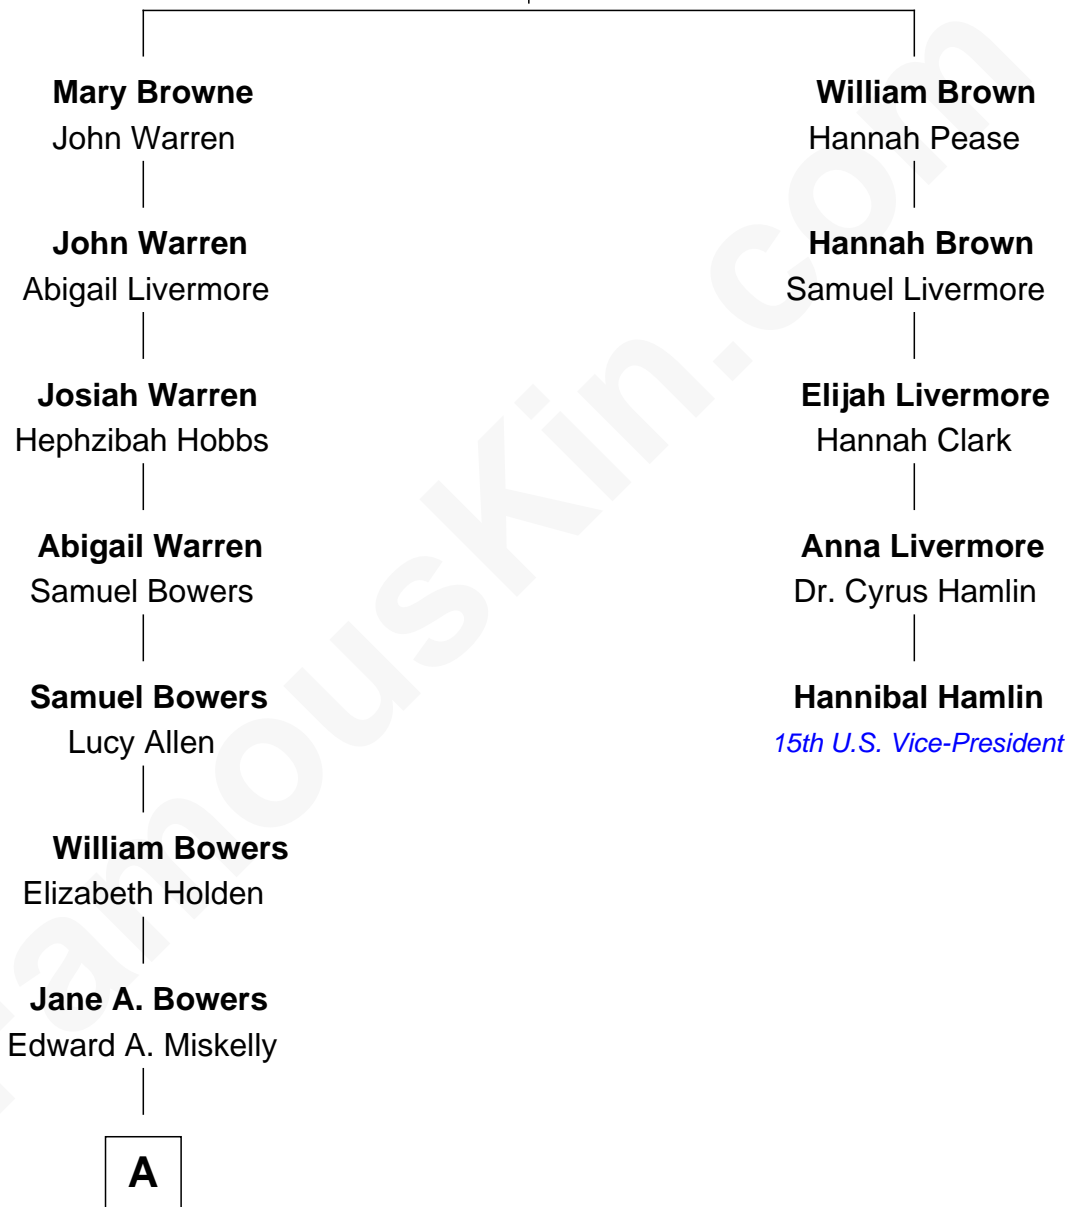 Mary Browne
John Warren
William Brown
Hannah Pease
John Warren
Abigail Livermore
Hannah Brown
Samuel Livermore
Josiah Warren
Hephzibah Hobbs
Elijah Livermore
Hannah Clark
Abigail Warren
Samuel Bowers
Anna Livermore
Dr. Cyrus Hamlin
Samuel Bowers
Lucy Allen
Hannibal Hamlin
15th U.S. Vice-President
William Bowers
Elizabeth Holden
Jane A. Bowers
Edward A. Miskelly
A
FamousKin.com